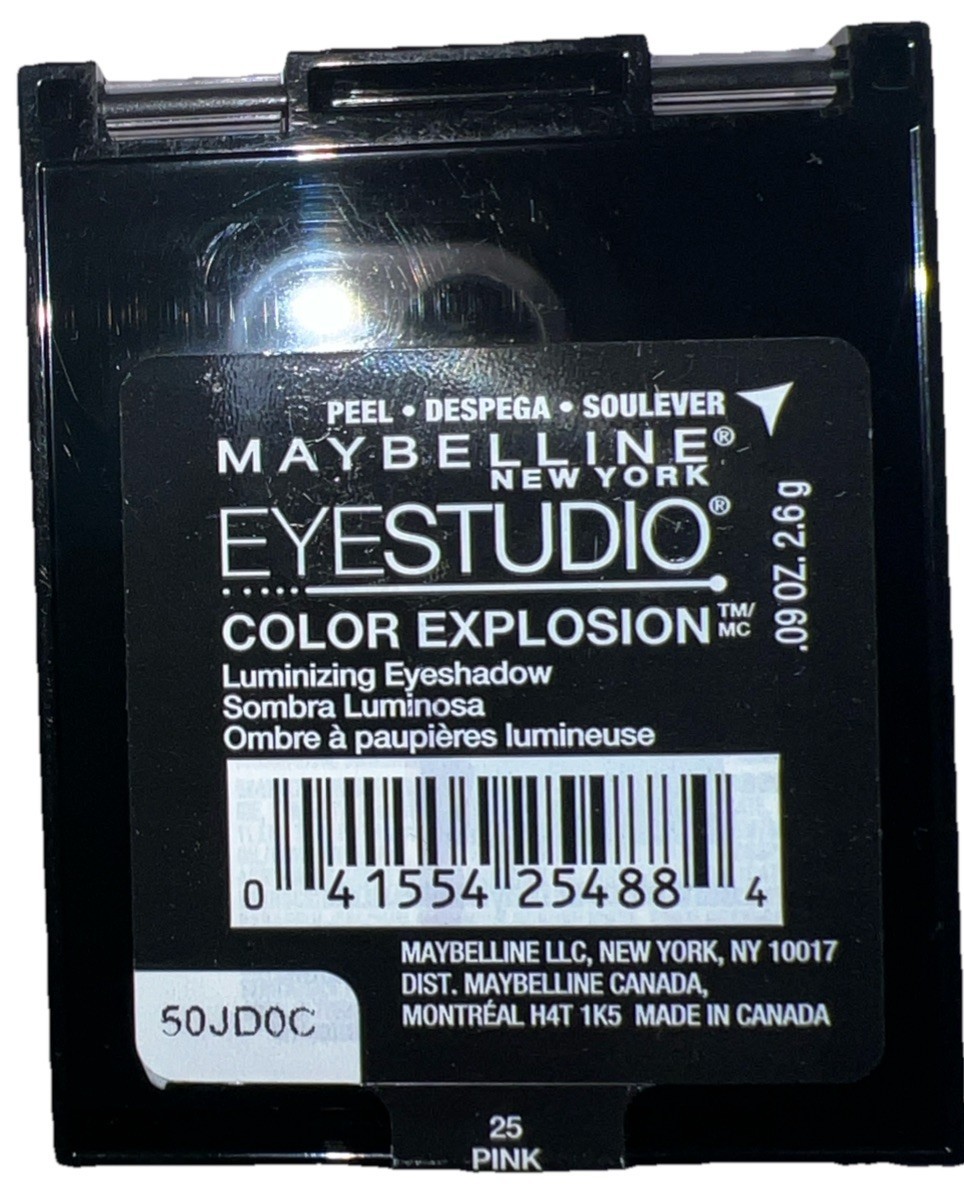 PEEL • DESPEGA • SOULEVER
MAYBELLINE®
NEW YORK
EYESTUDIO®
COLOR EXPLOSION TM/MC
.09 OZ. 2.6 g
Luminizing Eyeshadow
Sombra Luminosa
Ombre à paupières lumineuse
0 41554 25488 4
MAYBELLINE LLC, NEW YORK, NY 10017
DIST. MAYBELLINE CANADA,
MONTRÉAL H4T 1K5 MADE IN CANADA
50JD0C
25
PINK